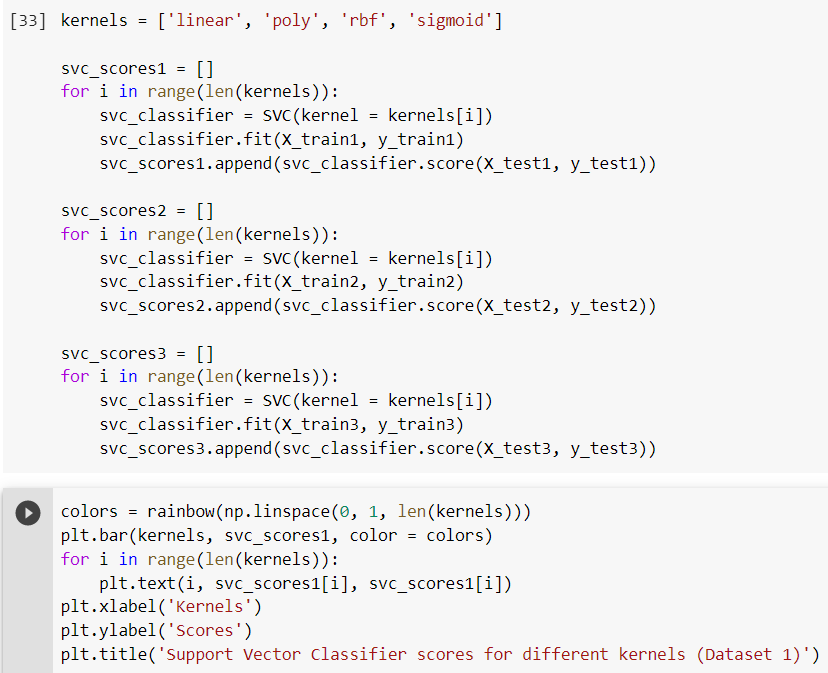 [33] kernels = ['linear', 'poly', 'rbf', 'sigmoid']
svc_scores1 = []
for i in range(len(kernels)):
    svc_classifier = SVC(kernel = kernels[i])
    svc_classifier.fit(X_train1, y_train1)
    svc_scores1.append(svc_classifier.score(X_test1, y_test1))
svc_scores2 = []
for i in range(len(kernels)):
    svc_classifier = SVC(kernel = kernels[i])
    svc_classifier.fit(X_train2, y_train2)
    svc_scores2.append(svc_classifier.score(X_test2, y_test2))
svc_scores3 = []
for i in range(len(kernels)):
    svc_classifier = SVC(kernel = kernels[i])
    svc_classifier.fit(X_train3, y_train3)
    svc_scores3.append(svc_classifier.score(X_test3, y_test3))
colors = rainbow(np.linspace(0, 1, len(kernels)))
plt.bar(kernels, svc_scores1, color = colors)
for i in range(len(kernels)):
    plt.text(i, svc_scores1[i], svc_scores1[i])
plt.xlabel('Kernels')
plt.ylabel('Scores')
plt.title('Support Vector Classifier scores for different kernels (Dataset 1)')